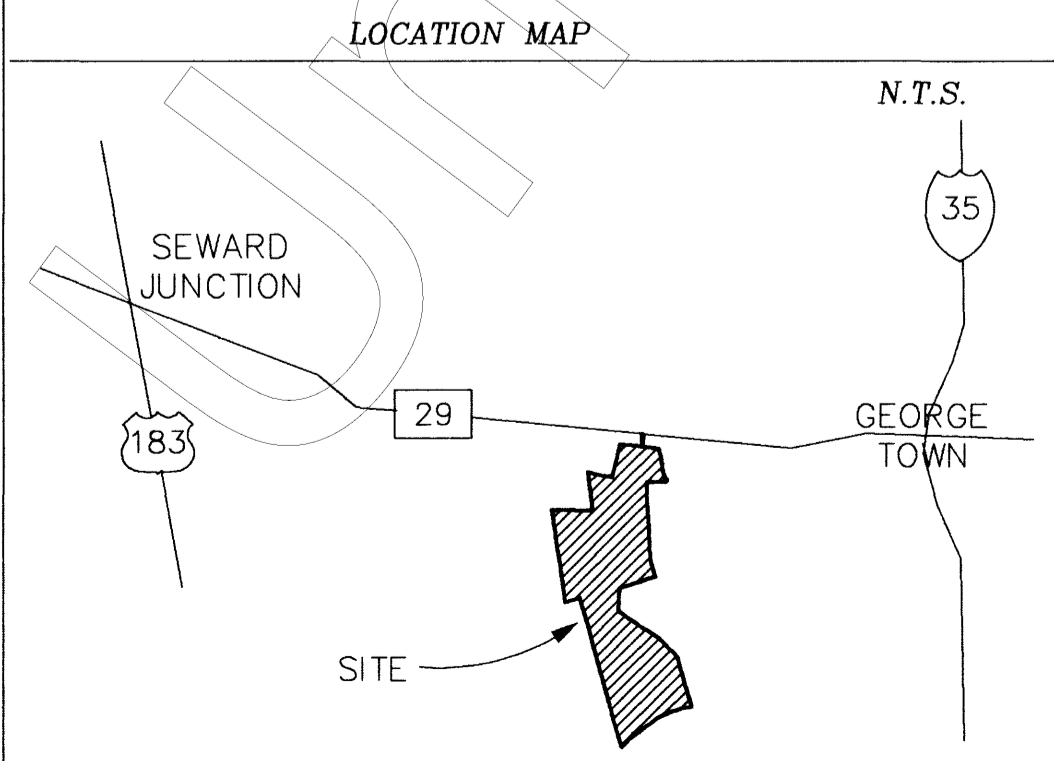 LOCATION MAP
N.T.S.
35
SEWARD
JUNCTION
29
GEORGE
TOWN
183
SITE